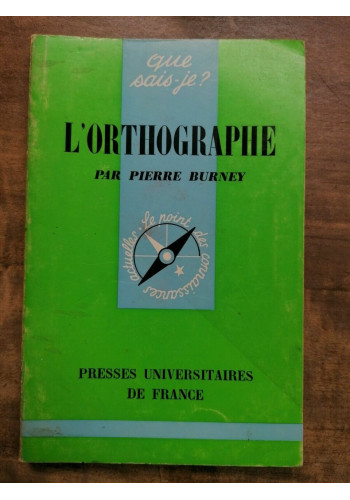 que
sais-je?
L'ORTHOGRAPHE
PAR PIERRE BURNEY
Le point des connaissances actuelles
PRESSES UNIVERSITAIRES
DE FRANCE